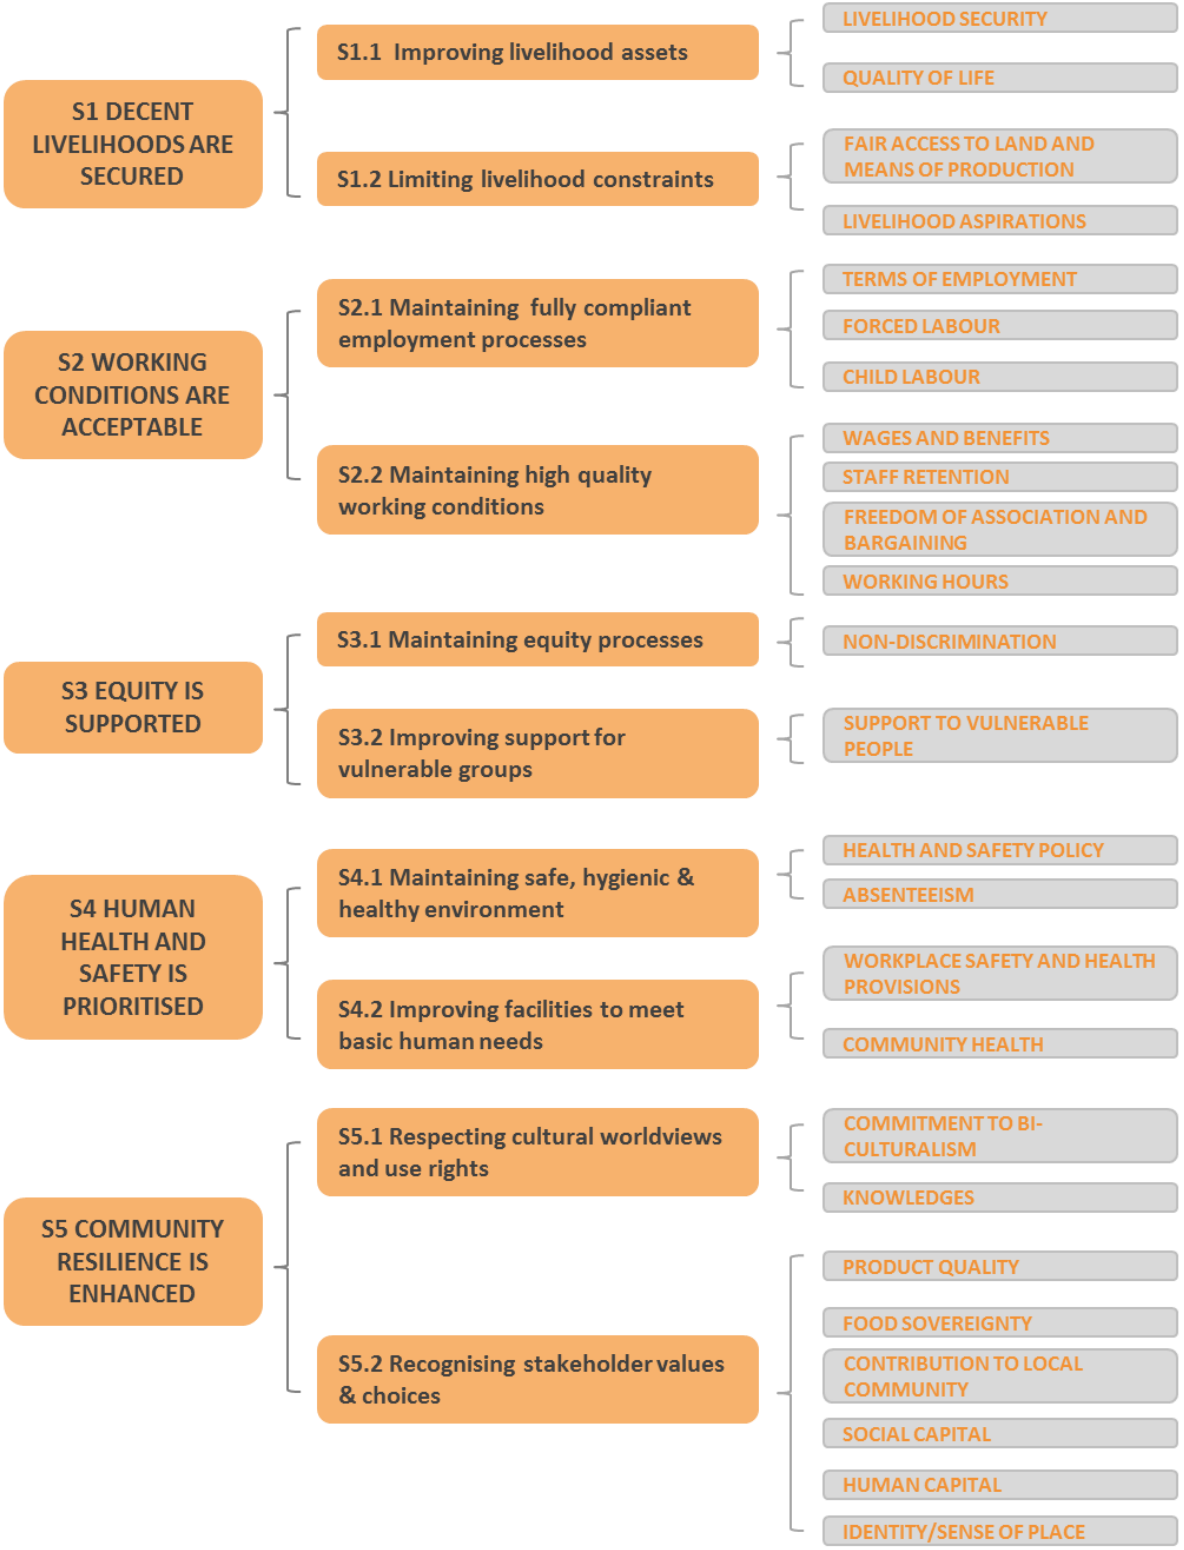 S1 DECENT
LIVELIHOODS ARE
SECURED
S1.1 Improving livelihood assets
LIVELIHOOD SECURITY
QUALITY OF LIFE
S1.2 Limiting livelihood constraints
FAIR ACCESS TO LAND AND
MEANS OF PRODUCTION
LIVELIHOOD ASPIRATIONS
S2 WORKING
CONDITIONS ARE
ACCEPTABLE
S2.1 Maintaining fully compliant
employment processes
TERMS OF EMPLOYMENT
FORCED LABOUR
CHILD LABOUR
S2.2 Maintaining high quality
working conditions
WAGES AND BENEFITS
STAFF RETENTION
FREEDOM OF ASSOCIATION AND
BARGAINING
WORKING HOURS
S3 EQUITY IS
SUPPORTED
S3.1 Maintaining equity processes
NON-DISCRIMINATION
S3.2 Improving support for
vulnerable groups
SUPPORT TO VULNERABLE
PEOPLE
S4 HUMAN
HEALTH AND
SAFETY IS
PRIORITISED
S4.1 Maintaining safe, hygienic &
healthy environment
HEALTH AND SAFETY POLICY
ABSENTEEISM
S4.2 Improving facilities to meet
basic human needs
WORKPLACE SAFETY AND HEALTH
PROVISIONS
COMMUNITY HEALTH
S5 COMMUNITY
RESILIENCE IS
ENHANCED
S5.1 Respecting cultural worldviews
and use rights
COMMITMENT TO BI-
CULTURALISM
KNOWLEDGES
S5.2 Recognising stakeholder values
& choices
PRODUCT QUALITY
FOOD SOVEREIGNTY
CONTRIBUTION TO LOCAL
COMMUNITY
SOCIAL CAPITAL
HUMAN CAPITAL
IDENTITY/SENSE OF PLACE